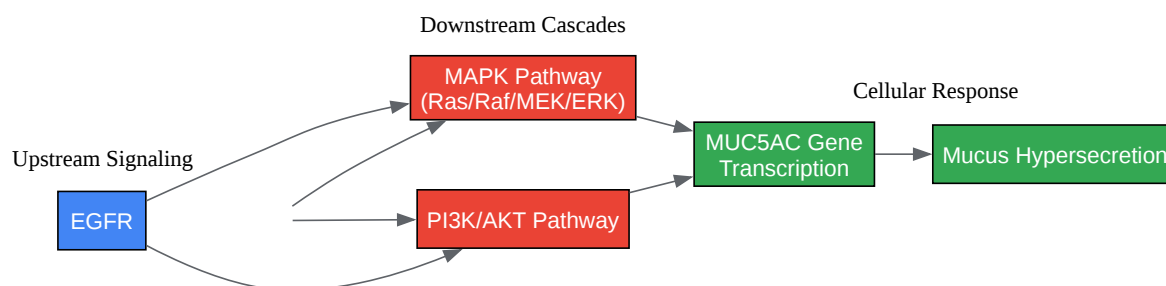 Downstream Cascades
MAPK Pathway
(Ras/Raf/MEK/ERK)
Cellular Response
MUC5AC Gene
Transcription
Mucus Hypersecretion
Upstream Signaling
EGFR
PI3K/AKT Pathway